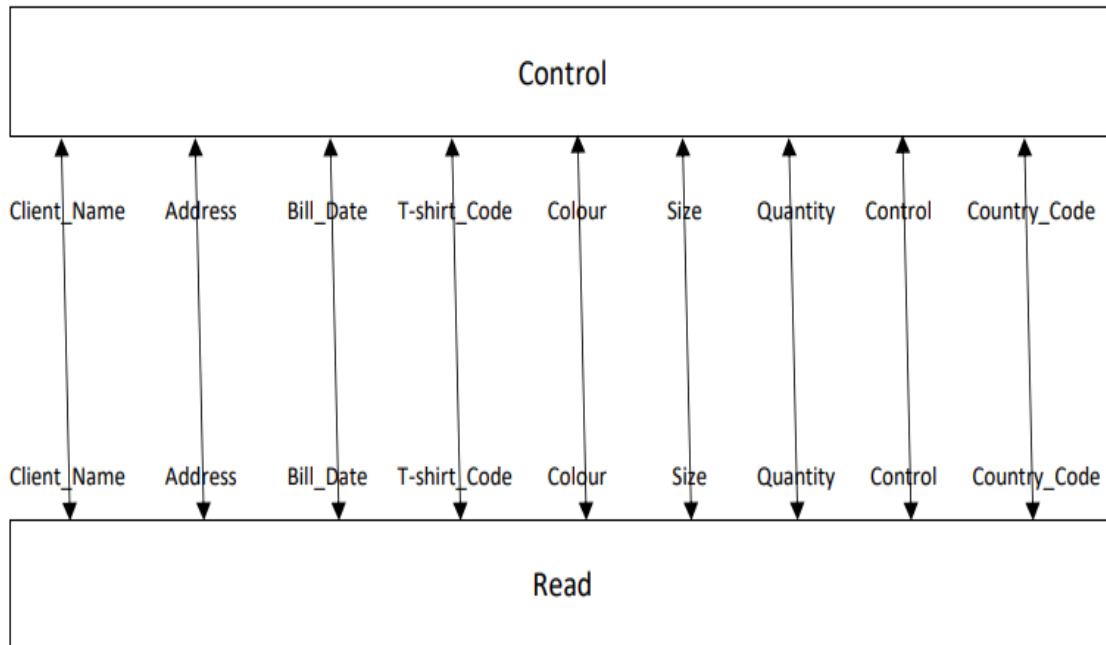 Control
Client_Name Address Bill_Date T-shirt_Code Colour Size Quantity Control Country_Code
Client_Name Address Bill_Date T-shirt_Code Colour Size Quantity Control Country_Code
Read